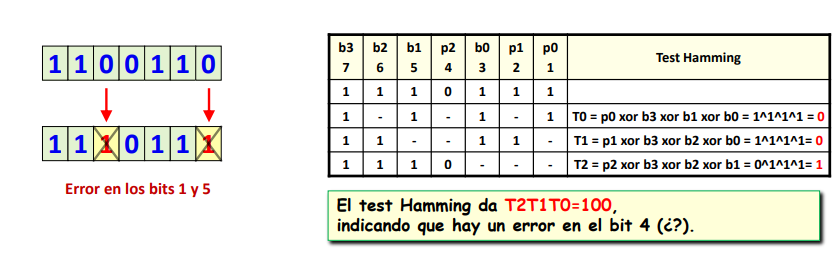 1 1 0 0 1 1 0
1 1 1 0 1 1 1
Error en los bits 1 y 5
b3 b2 b1 p2 b0 p1 p0 Test Hamming
7 6 5 4 3 2 1
1 1 1 0 1 1 1
1 - 1 - 1 - 1 T0 = p0 xor b3 xor b1 xor b0 = 1^1^1^1 = 0
1 1 - - 1 1 - T1 = p1 xor b3 xor b2 xor b0 = 1^1^1^1= 0
1 1 1 0 - - - T2 = p2 xor b3 xor b2 xor b1 = 0^1^1^1= 1
El test Hamming da T2T1T0=100,
indicando que hay un error en el bit 4 (¿?).